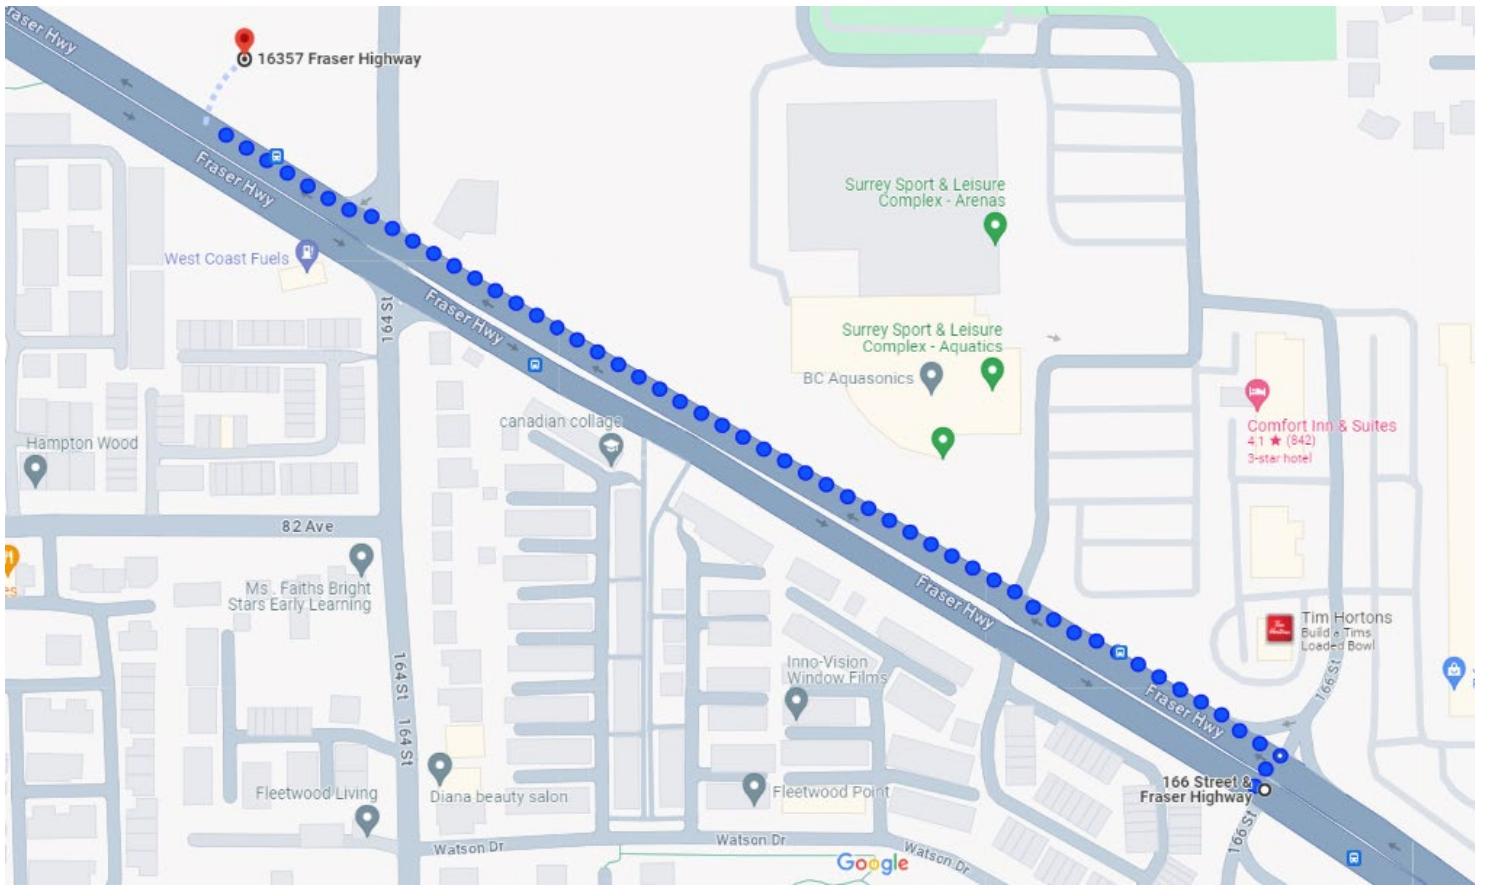 raser Hwy
16357 Fraser Highway
Fraser Hwy
Surrey Sport & Leisure
Complex - Arenas
West Coast Fuels
164 St
Fraser Hwy
Surrey Sport & Leisure
Complex - Aquatics
BC Aquasonics
canadian collage
Comfort Inn & Suites
4.1 ★ (842)
3-star hotel
Hampton Wood
82 Ave
es
Ms . Faiths Bright
Stars Early Learning
Fraser Hwy
Tim Hortons
Build a Tims
Loaded Bowl
164 St
Inno-Vision
Window Films
166 St
Fraser Hwy
164 St
166 Street &
Fraser Highway
Fleetwood Living
Diana beauty salon
Fleetwood Point
166 St
Watson Dr
Watson Dr
Watson Dr
Google